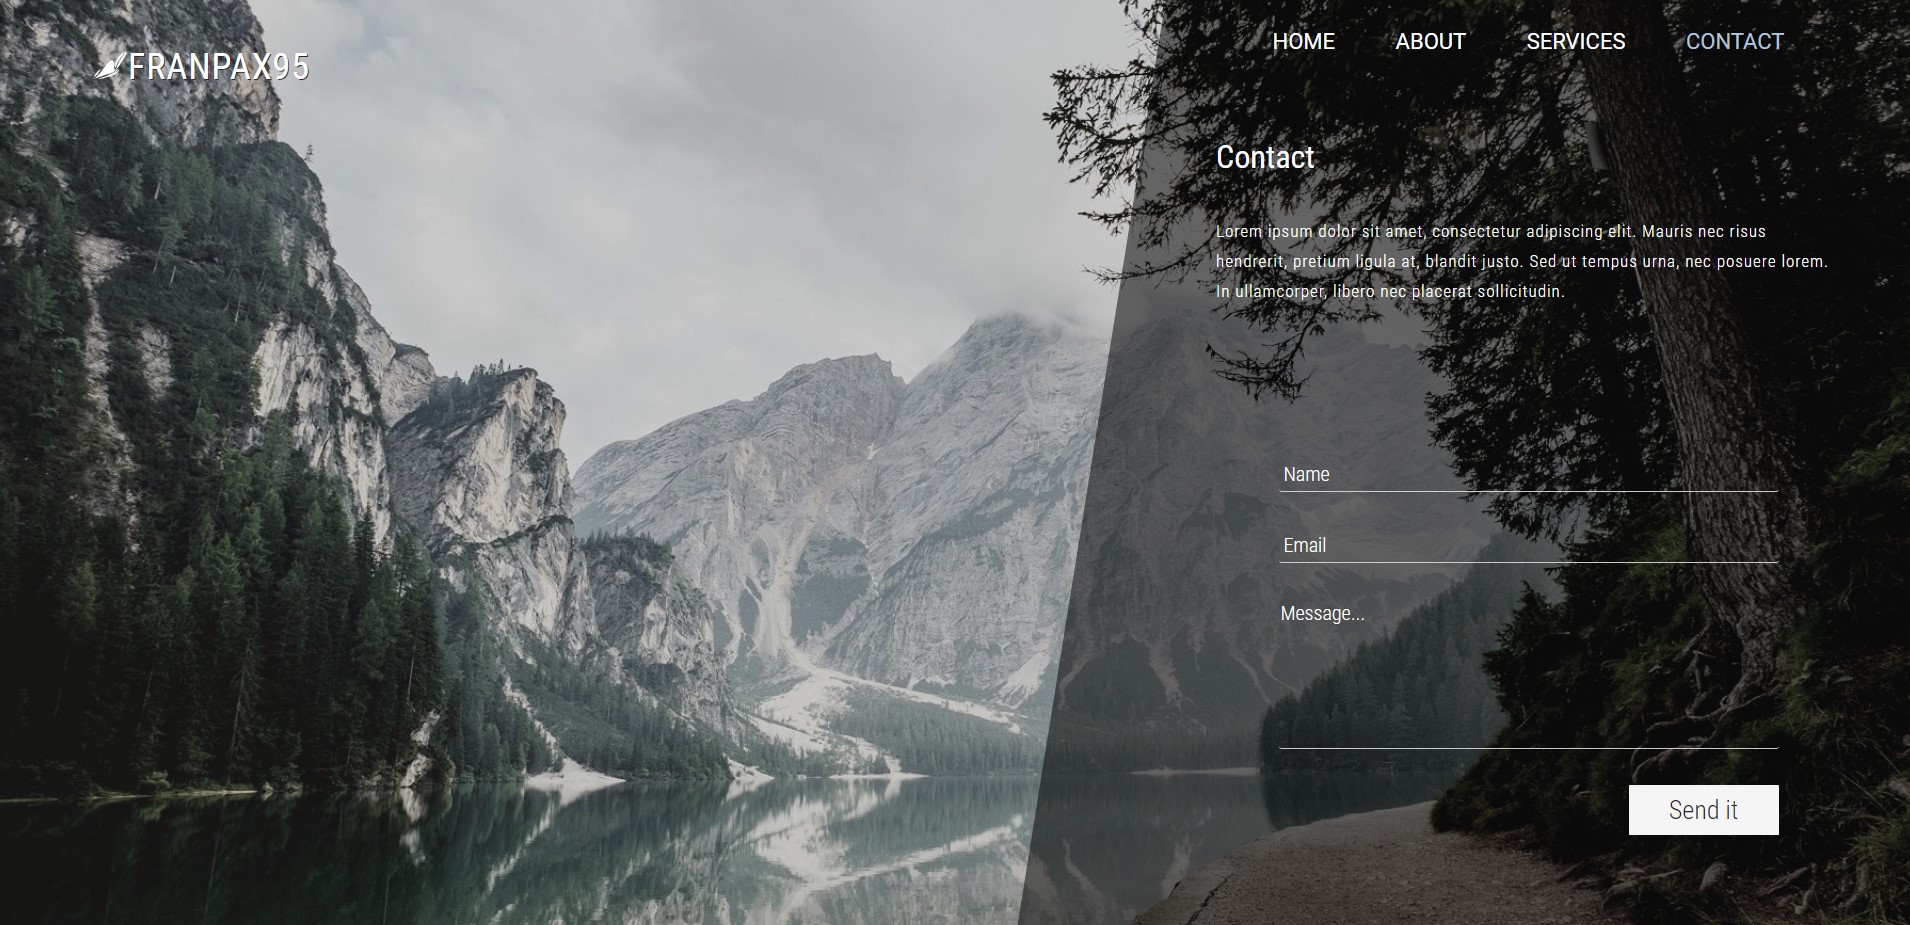 FRANPAX95
HOME ABOUT SERVICES CONTACT
Contact
Lorem ipsum dolor sit amet, consectetur adipiscing elit. Mauris nec risus
hendrerit, pretium ligula at, blandit justo. Sed ut tempus urna, nec posuere lorem.
In ullamcorper, libero nec placerat sollicitudin.
Name
Email
Message...
Send it